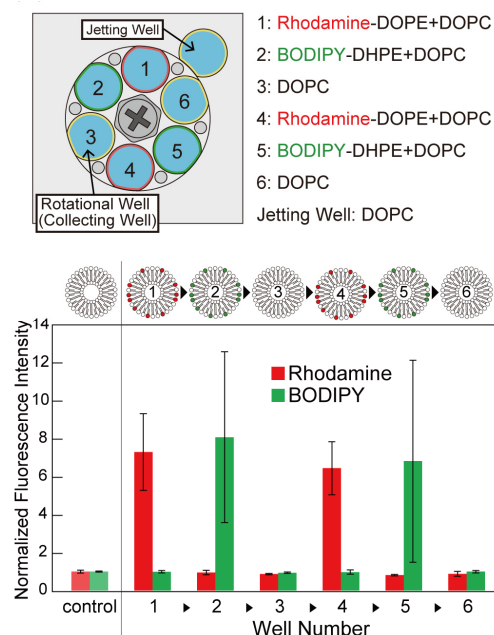 Jetting Well
1
2
3
4
5
6
Rotational Well
(Collecting Well)
1: Rhodamine-DOPE+DOPC
2: BODIPY-DHPE+DOPC
3: DOPC
4: Rhodamine-DOPE+DOPC
5: BODIPY-DHPE+DOPC
6: DOPC
Jetting Well: DOPC
1 2 3 4 5 6
Normalized Fluorescence Intensity
14
12
10
8
6
4
2
0
Rhodamine
BODIPY
control 1 2 3 4 5 6
Well Number